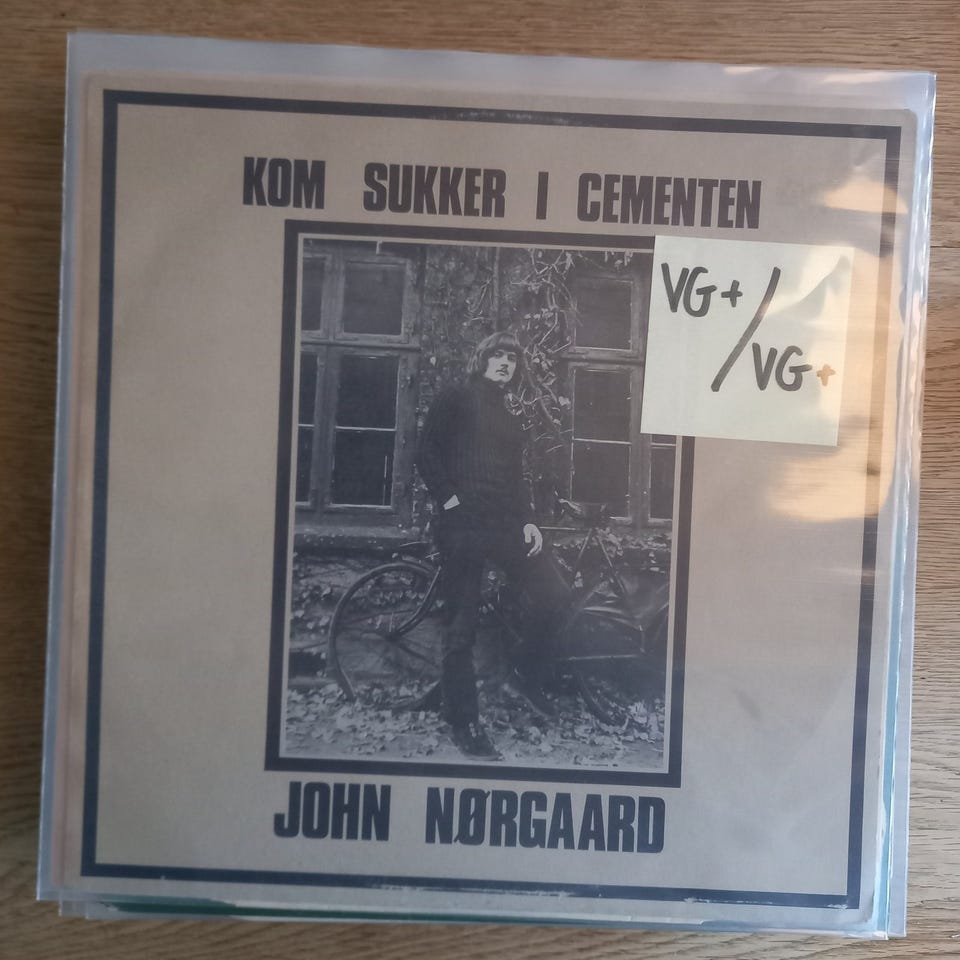 KOM SUKKER I CEMENTEN
VG+/
VG+
JOHN NØRGAARD